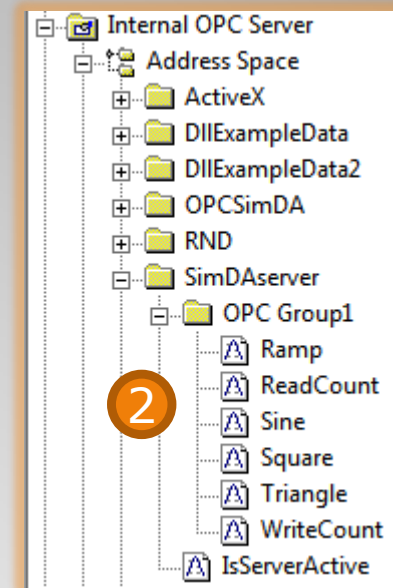 Internal OPC Server
Address Space
ActiveX
DllExampleData
DllExampleData2
OPCSimDA
RND
SimDAserver
OPC Group1
Ramp
ReadCount
2
Sine
Square
Triangle
WriteCount
IsServerActive